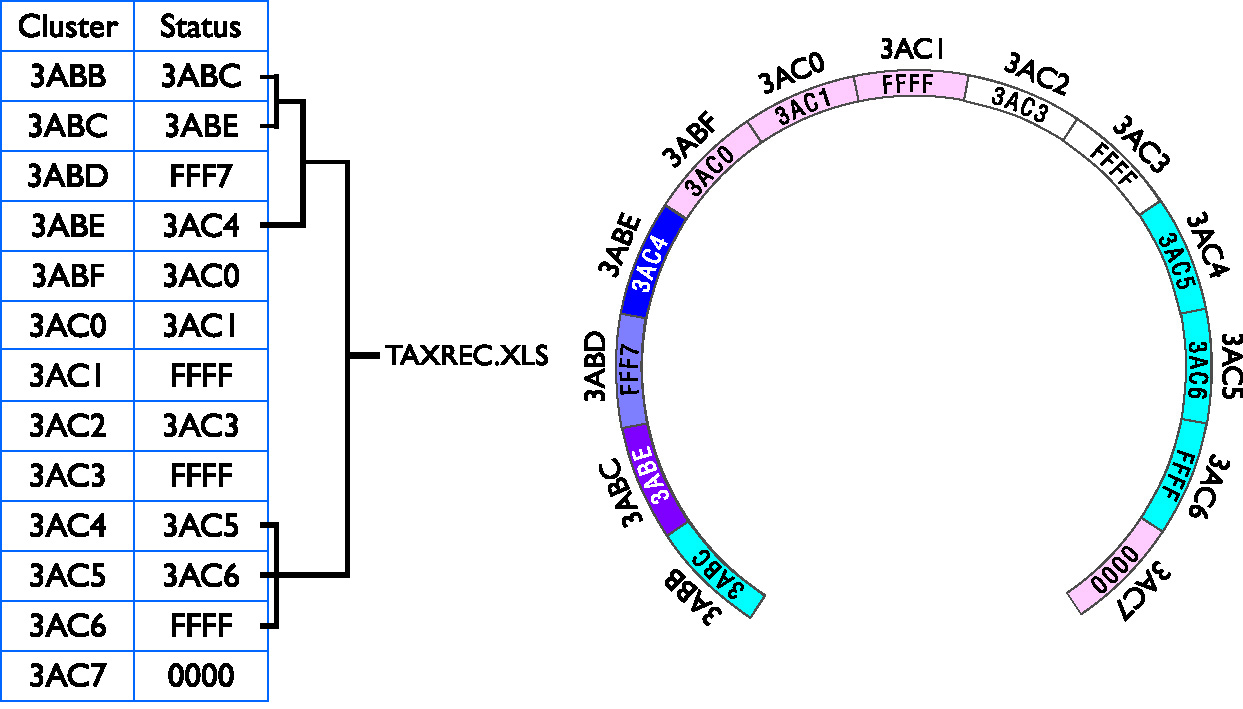 Cluster Status
3ABB 3ABC
3ABC 3ABE
3ABD FFF7
3ABE 3AC4
3ABF 3AC0
3AC0 3AC1
3AC1 FFFF
3AC2 3AC3
3AC3 FFFF
3AC4 3AC5
3AC5 3AC6
3AC6 FFFF
3AC7 0000
TAXREC.XLS
3ABB
3ABC
3ABC
3ABE
3ABD
FFF7
3ABE
3AC4
3ABF
3AC0
3AC0
3AC1
3AC1
FFFF
3AC2
3AC3
3AC3
FFFF
3AC4
3AC5
3AC5
3AC6
3AC6
FFFF
3AC7
0000